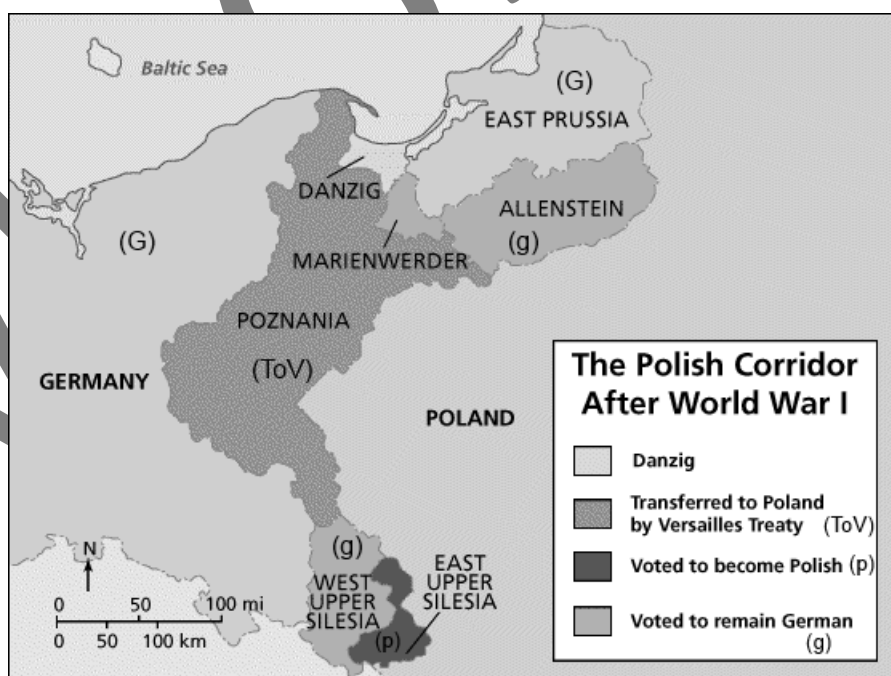 Baltic Sea
(G)
EAST PRUSSIA
DANZIG
ALLENSTEIN
(g)
(G)
MARIENWERDER
POZNANIA
(ToV)
GERMANY
POLAND
The Polish Corridor
After World War I
Danzig
Transferred to Poland
by Versailles Treaty (ToV)
Voted to become Polish (p)
Voted to remain German
(g)
N
0 50 100 mi
0 50 100 km
(g)
WEST
UPPER
SILESIA
EAST
UPPER
SILESIA
(p)